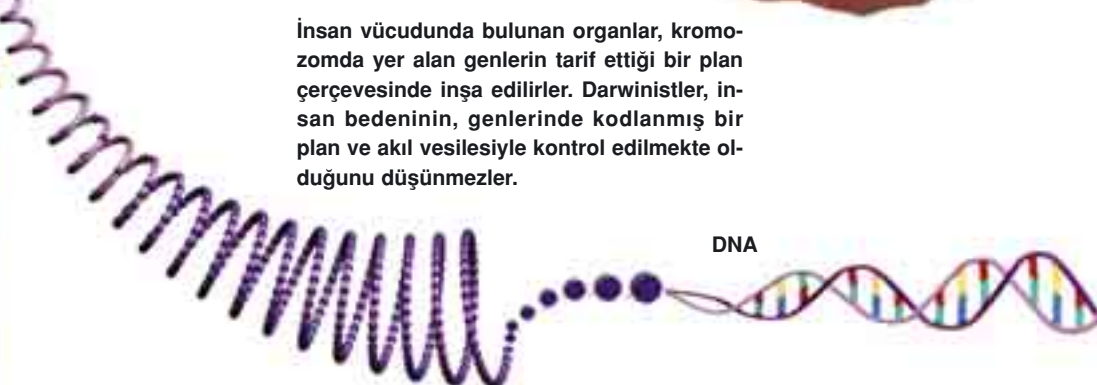 İnsan vücudunda bulunan organlar, kromo-
zomda yer alan genlerin tarif ettiği bir plan
çerçevesinde inşa edilirler. Darwinistler, in-
san bedeninin, genlerinde kodlanmış bir
plan ve akıl vesilesiyle kontrol edilmekte ol-
duğunu düşünmezler.
DNA